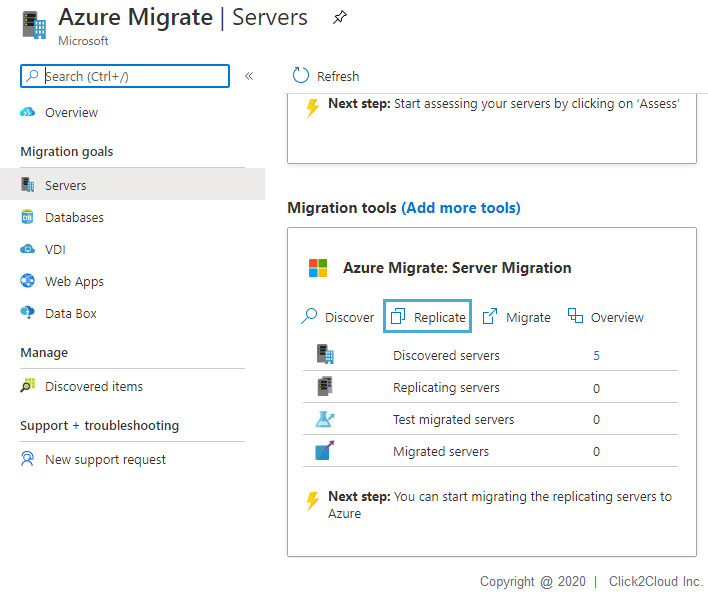 Azure Migrate | Servers
Microsoft
Search (Ctrl+/)
«
Refresh
Overview
Next step: Start assessing your servers by clicking on 'Assess'
Migration goals
Servers
Databases
VDI
Web Apps
Data Box
Manage
Discovered items
Support + troubleshooting
New support request
Migration tools (Add more tools)
Azure Migrate: Server Migration
Discover Replicate Migrate Overview
Discovered servers 5
Replicating servers 0
Test migrated servers 0
Migrated servers 0
Next step: You can start migrating the replicating servers to
Azure
Copyright @ 2020 | Click2Cloud Inc.